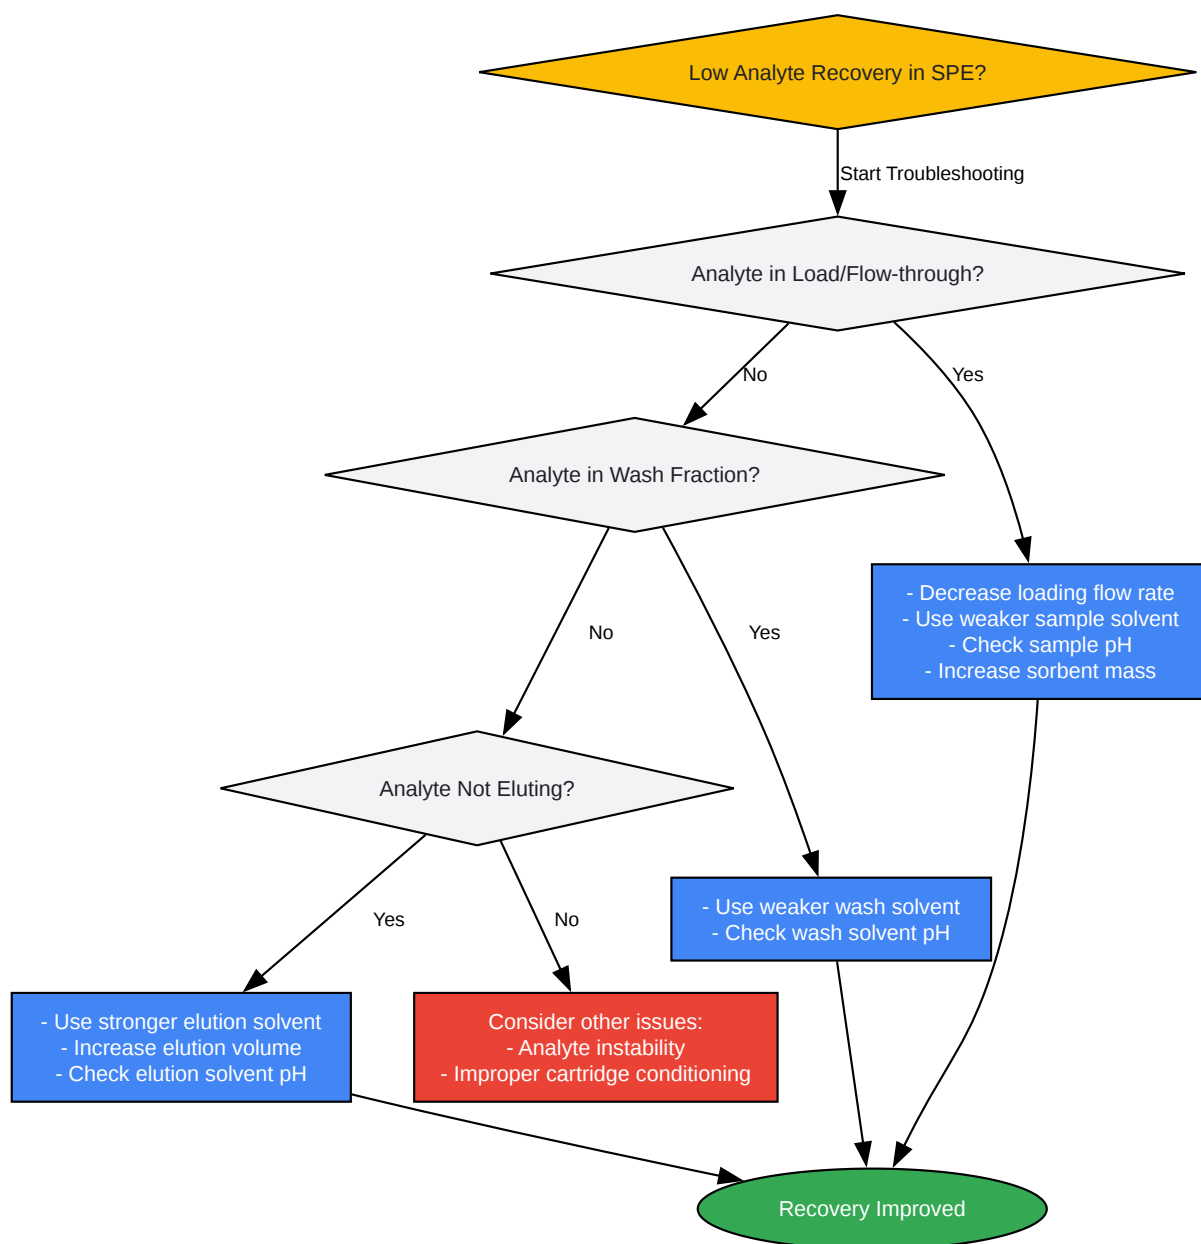 Low Analyte Recovery in SPE?
Start Troubleshooting
Analyte in Load/Flow-through?
No
Yes
Analyte in Wash Fraction?
- Decrease loading flow rate
- Use weaker sample solvent
- Check sample pH
- Increase sorbent mass
No
Yes
Analyte Not Eluting?
- Use weaker wash solvent
- Check wash solvent pH
Yes
No
- Use stronger elution solvent
- Increase elution volume
- Check elution solvent pH
Consider other issues:
- Analyte instability
- Improper cartridge conditioning
Recovery Improved